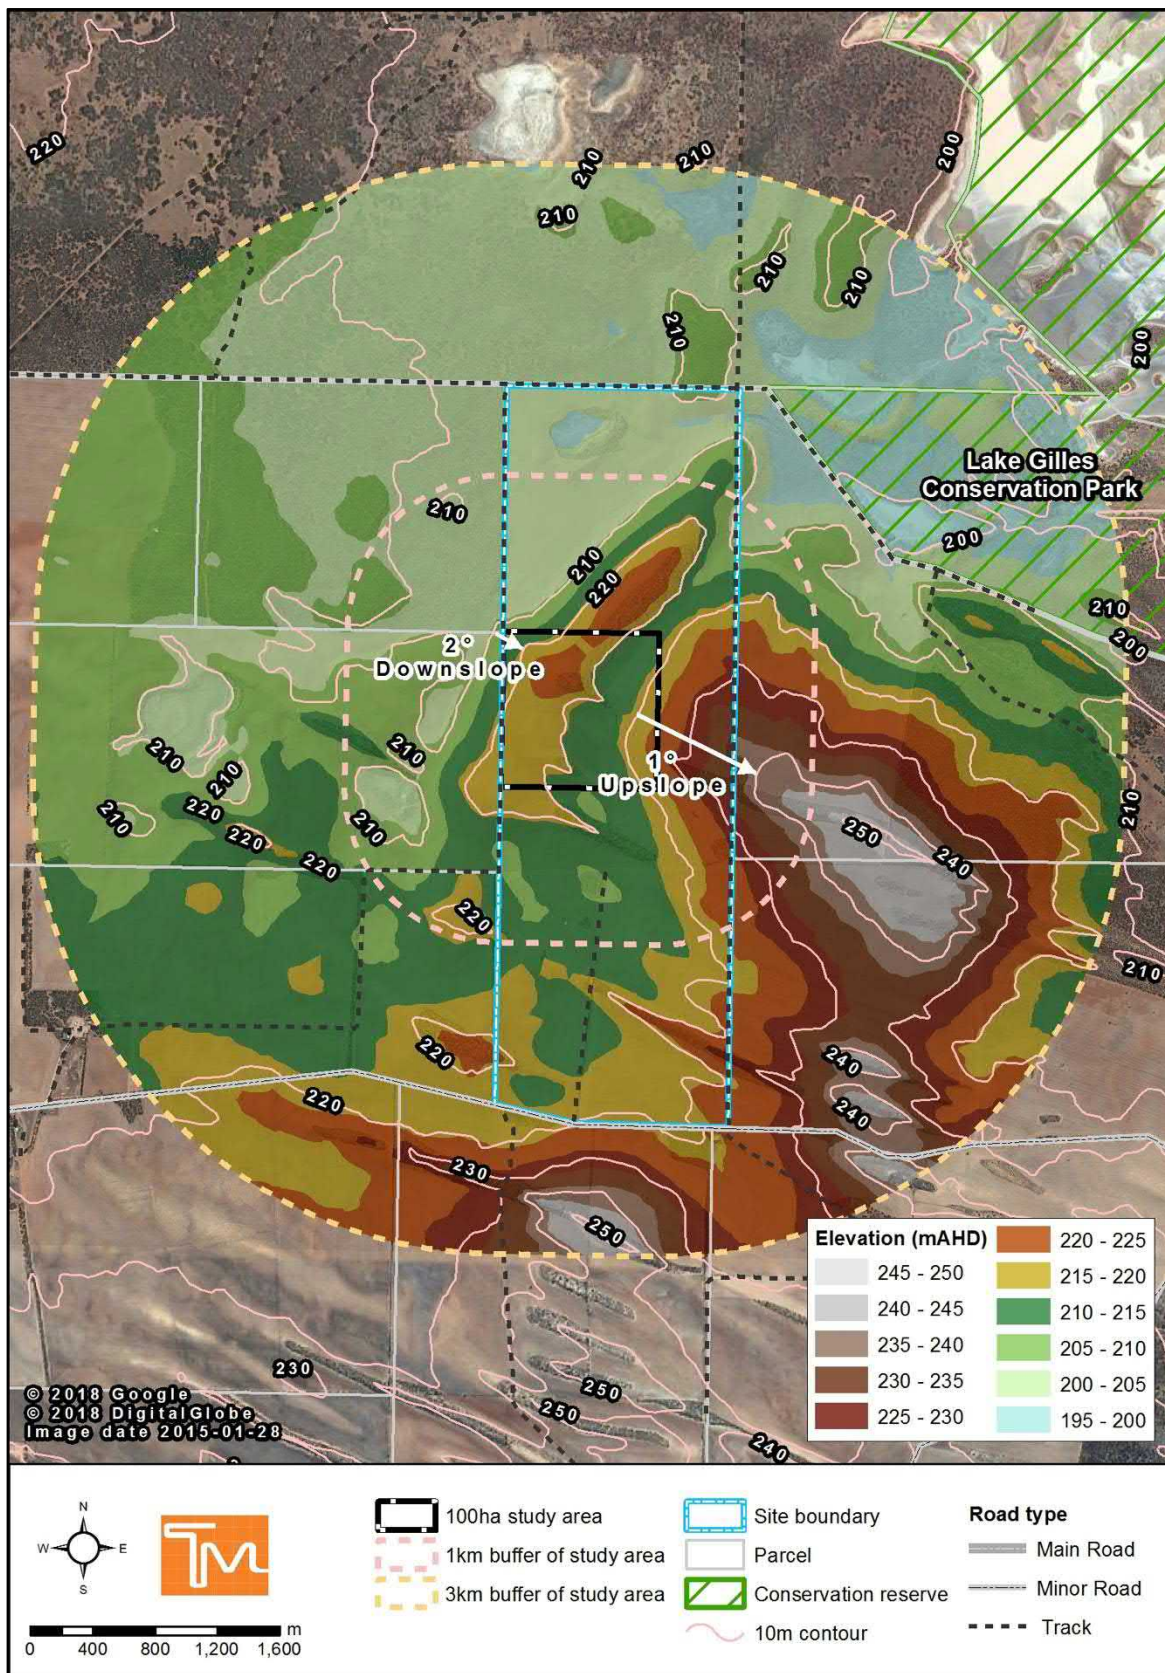 220
210
210
210
200
210
210
210
200
Lake Gilles
Conservation Park
210
200
210
220
210
200
2°
Downslope
1°
Upslope
210
210
210
210
210
210
220
220
220
250
240
220
210
220
240
240
220
230
250
230
250
250
240
© 2018 Google
© 2018 DigitalGlobe
Image date 2015-01-28
Elevation (mAHD)
245 - 250
240 - 245
235 - 240
230 - 235
225 - 230
220 - 225
215 - 220
210 - 215
205 - 210
200 - 205
195 - 200
N
W
E
S
TM
0 400 800 1,200 1,600 m
100ha study area
1km buffer of study area
3km buffer of study area
Site boundary
Parcel
Conservation reserve
10m contour
Road type
Main Road
Minor Road
Track